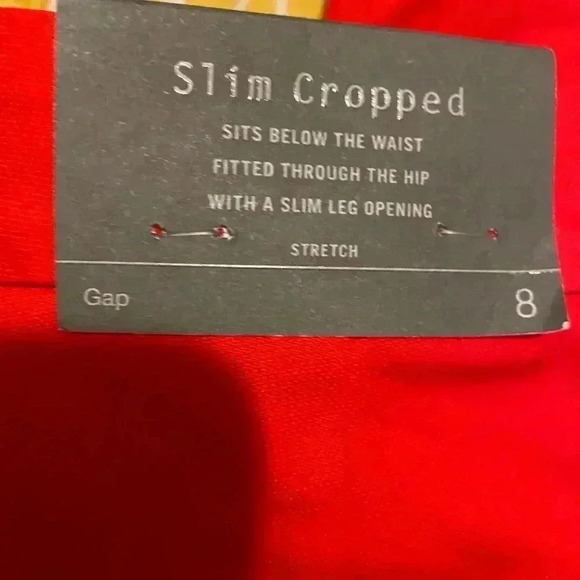 Slim Cropped
SITS BELOW THE WAIST
FITTED THROUGH THE HIP
WITH A SLIM LEG OPENING
STRETCH
Gap 8